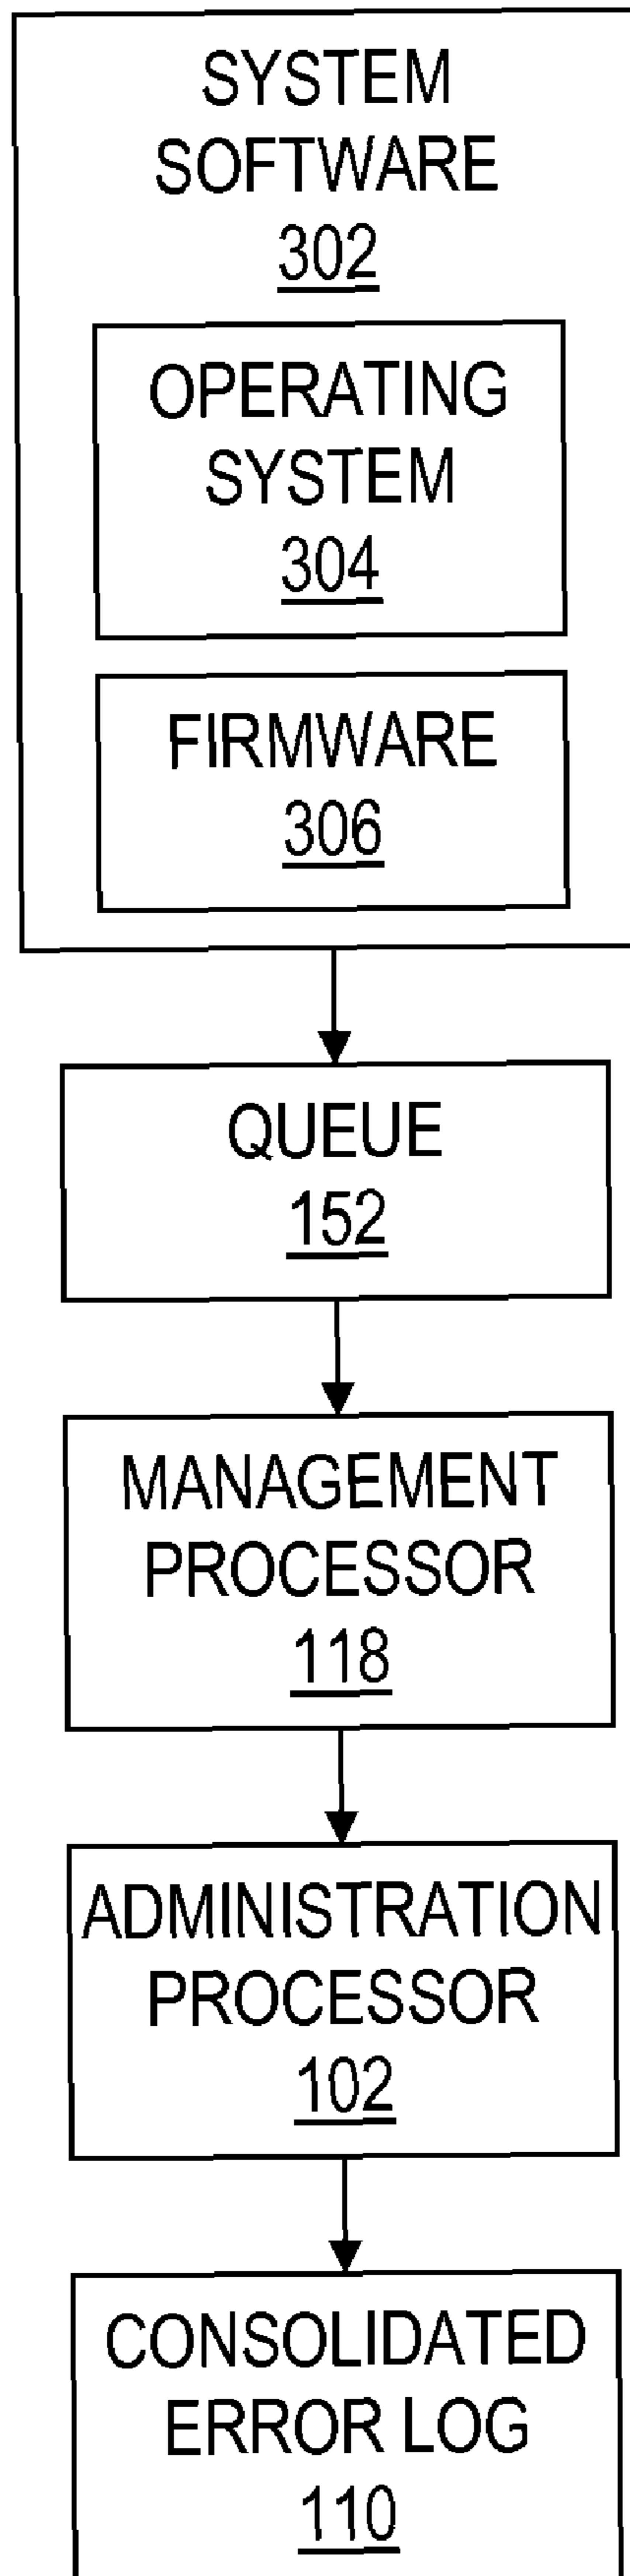 SYSTEM
SOFTWARE
302
OPERATING
SYSTEM
304
FIRMWARE
306
QUEUE
152
MANAGEMENT
PROCESSOR
118
ADMINISTRATION
PROCESSOR
102
CONSOLIDATED
ERROR LOG
110